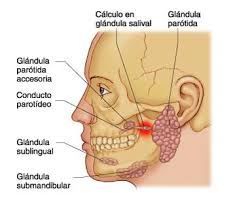 Cálculo en
glándula salival
Glándula
parótida
Glándula
parótida
accesoria
Conducto
parotídeo
Glándula
sublingual
Glándula
submandibular